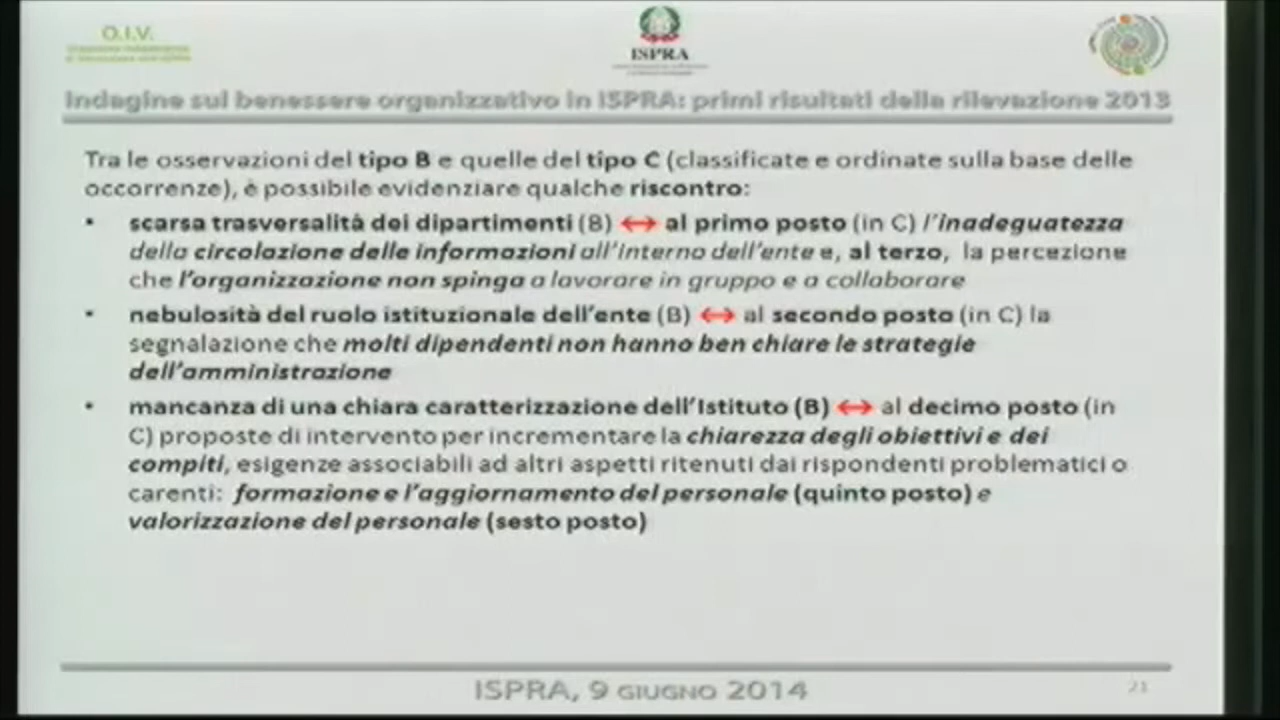 O.I.V.
ISPRA
Indagine sul benessere organizzativo in ISPRA: primi risultati della rilevazione 2013
Tra le osservazioni del tipo B e quelle del tipo C (classificate e ordinate sulla base delle
occorrenze), è possibile evidenziare qualche riscontro:
• scarsa trasversalità dei dipartimenti (B) ↔ al primo posto (in C) l'inadeguatezza
della circolazione delle informazioni all'interno dell'ente e, al terzo, la percezione
che l'organizzazione non spinga a lavorare in gruppo e a collaborare
• nebulosità del ruolo istituzionale dell'ente (B) ↔ al secondo posto (in C) la
segnalazione che molti dipendenti non hanno ben chiare le strategie
dell'amministrazione
• mancanza di una chiara caratterizzazione dell'Istituto (B) ↔ al decimo posto (in
C) proposte di intervento per incrementare la chiarezza degli obiettivi e dei
compiti, esigenze associabili ad altri aspetti ritenuti dai rispondenti problematici o
carenti: formazione e l'aggiornamento del personale (quinto posto) e
valorizzazione del personale (sesto posto)
ISPRA, 9 GIUGNO 2014
21